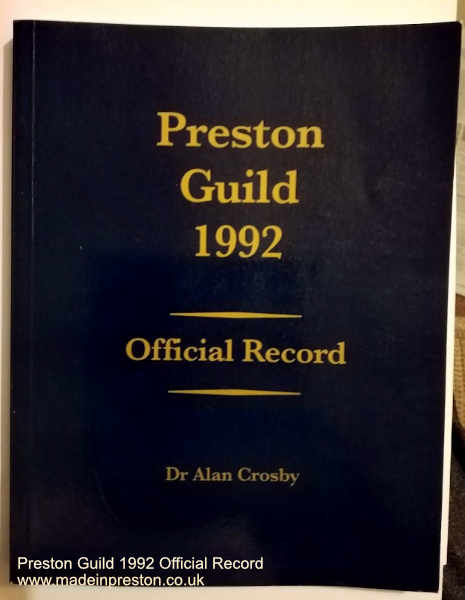 Preston
Guild
1992
Official Record
Dr Alan Crosby
Preston Guild 1992 Official Record
www.madeinpreston.co.uk